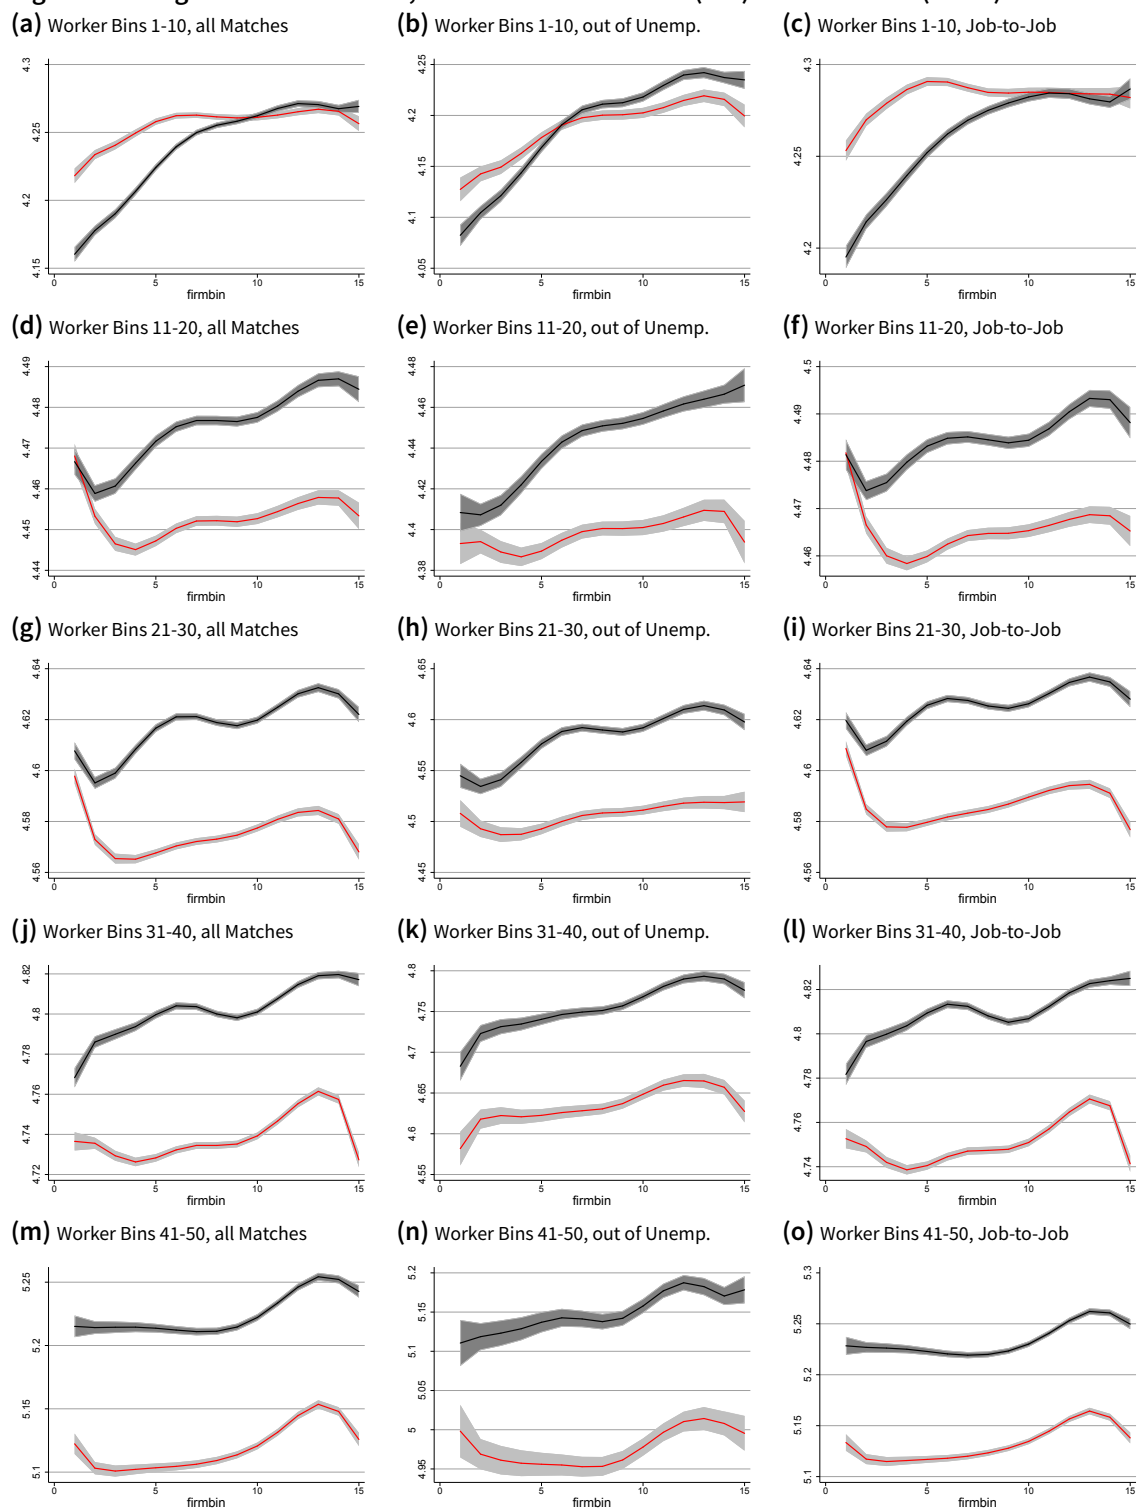 (a) Worker Bins 1-10, all Matches
(b) Worker Bins 1-10, out of Unemp.
(c) Worker Bins 1-10, Job-to-Job
4.3
4.25
4.2
4.15
0 5 10 15
firmbin
4.25
4.2
4.15
4.1
4.05
0 5 10 15
firmbin
4.3
4.25
4.2
0 5 10 15
firmbin
(d) Worker Bins 11-20, all Matches
(e) Worker Bins 11-20, out of Unemp.
(f) Worker Bins 11-20, Job-to-Job
4.49
4.48
4.47
4.46
4.45
4.44
0 5 10 15
firmbin
4.48
4.46
4.44
4.42
4.4
4.38
0 5 10 15
firmbin
4.5
4.49
4.48
4.47
4.46
0 5 10 15
firmbin
(g) Worker Bins 21-30, all Matches
(h) Worker Bins 21-30, out of Unemp.
(i) Worker Bins 21-30, Job-to-Job
4.64
4.62
4.6
4.58
4.56
0 5 10 15
firmbin
4.65
4.6
4.55
4.5
4.45
0 5 10 15
firmbin
4.64
4.62
4.6
4.58
4.56
0 5 10 15
firmbin
(j) Worker Bins 31-40, all Matches
(k) Worker Bins 31-40, out of Unemp.
(l) Worker Bins 31-40, Job-to-Job
4.82
4.8
4.78
4.76
4.74
4.72
0 5 10 15
firmbin
4.8
4.75
4.7
4.65
4.6
4.55
0 5 10 15
firmbin
4.82
4.8
4.78
4.76
4.74
0 5 10 15
firmbin
(m) Worker Bins 41-50, all Matches
(n) Worker Bins 41-50, out of Unemp.
(o) Worker Bins 41-50, Job-to-Job
5.25
5.2
5.15
5.1
0 5 10 15
firmbin
5.2
5.15
5.1
5.05
5
4.95
0 5 10 15
firmbin
5.3
5.25
5.2
5.15
5.1
0 5 10 15
firmbin